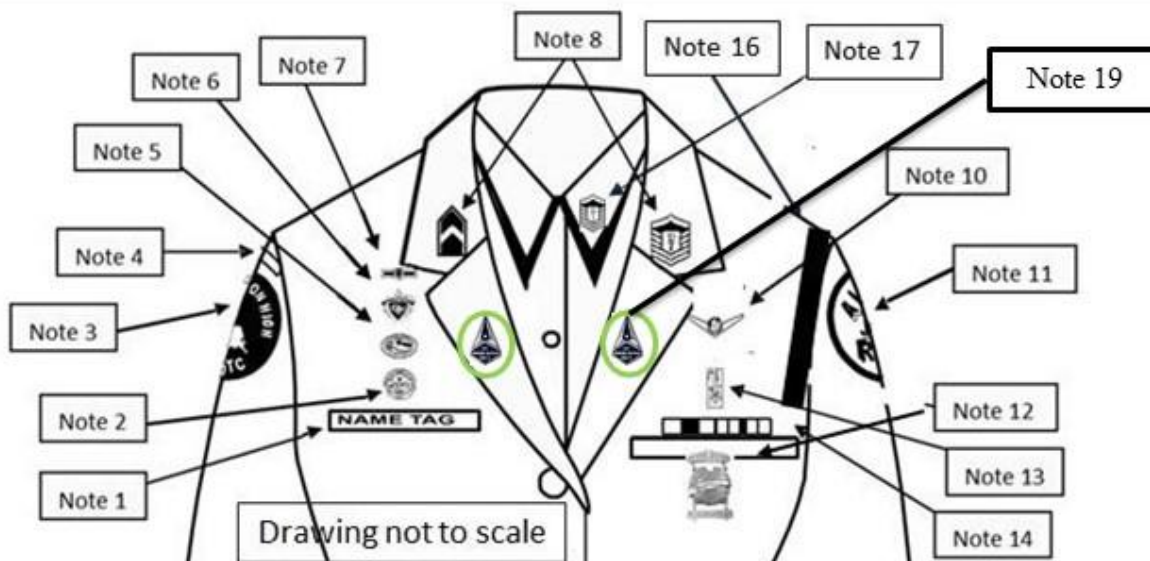 Note 8
Note 16
Note 17
Note 19
Note 7
Note 6
Note 5
Note 10
Note 4
Note 11
Note 3
Note 2
NAME TAG
Note 12
Note 1
Note 13
Note 14
Drawing not to scale